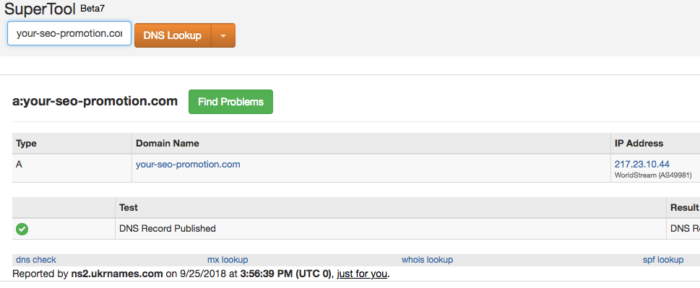 SuperTool Beta7
your-seo-promotion.co
DNS Lookup
a:your-seo-promotion.com Find Problems
Type Domain Name IP Address
A your-seo-promotion.com 217.23.10.44
WorldStream (AS49981)
Test Result
DNS Record Published DNS
dns check mx lookup whois lookup spf lookup
Reported by ns2.ukrnames.com on 9/25/2018 at 3:56:39 PM (UTC 0), just for you.